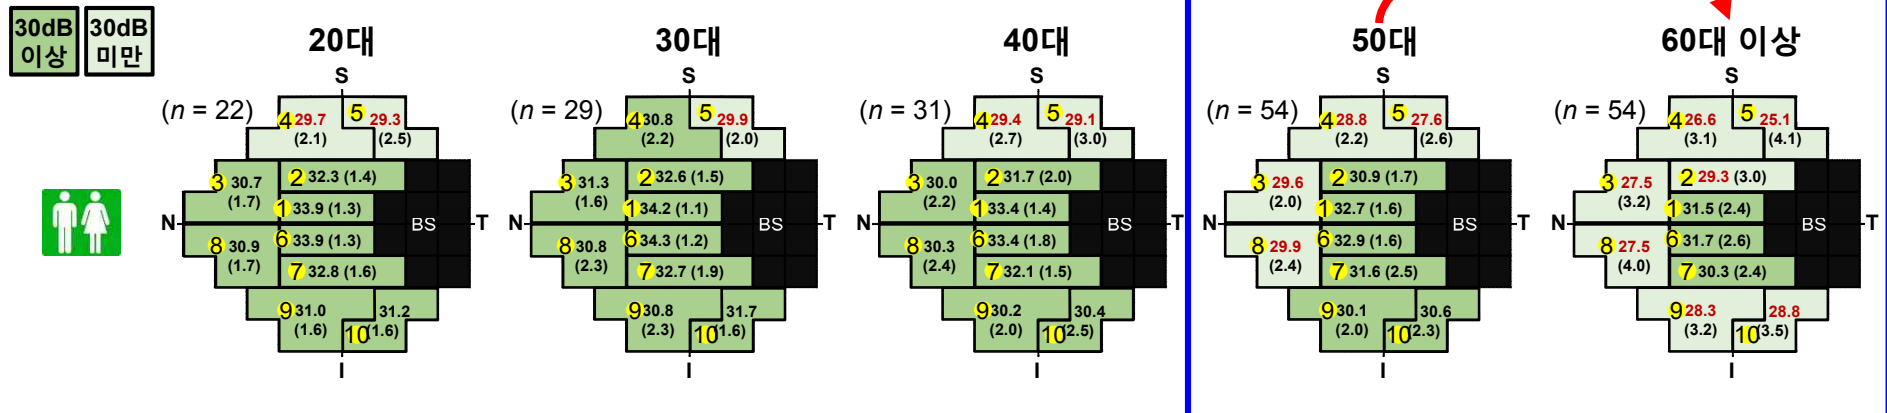 30dB 이상
30dB 미만
20대
S
(n = 22)
4 29.7 (2.1)
5 29.3 (2.5)
3 30.7 (1.7)
2 32.3 (1.4)
1 33.9 (1.3)
N
BS
8 30.9 (1.7)
6 33.9 (1.3)
7 32.8 (1.6)
9 31.0 (1.6)
10 31.2 (1.6)
I
30대
S
(n = 29)
4 30.8 (2.2)
5 29.9 (2.0)
3 31.3 (1.6)
2 32.6 (1.5)
1 34.2 (1.1)
N
BS
T
8 30.8 (2.3)
6 34.3 (1.2)
7 32.7 (1.9)
9 30.8 (2.3)
10 31.7 (1.6)
I
40대
S
(n = 31)
4 29.4 (2.7)
5 29.1 (3.0)
3 30.0 (2.2)
2 31.7 (2.0)
1 33.4 (1.4)
N
BS
T
8 30.3 (2.4)
6 33.4 (1.8)
7 32.1 (1.5)
9 30.2 (2.0)
10 30.4 (2.5)
I
50대
S
(n = 54)
4 28.8 (2.2)
5 27.6 (2.6)
3 29.6 (2.0)
2 30.9 (1.7)
1 32.7 (1.6)
N
BS
T
8 29.9 (2.4)
6 32.9 (1.6)
7 31.6 (2.5)
9 30.1 (2.0)
10 30.6 (2.3)
I
60대 이상
S
(n = 54)
4 26.6 (3.1)
5 25.1 (4.1)
3 27.5 (3.2)
2 29.3 (3.0)
1 31.5 (2.4)
N
BS
T
8 27.5 (4.0)
6 31.7 (2.6)
7 30.3 (2.4)
9 28.3 (3.2)
10 28.8 (3.5)
I